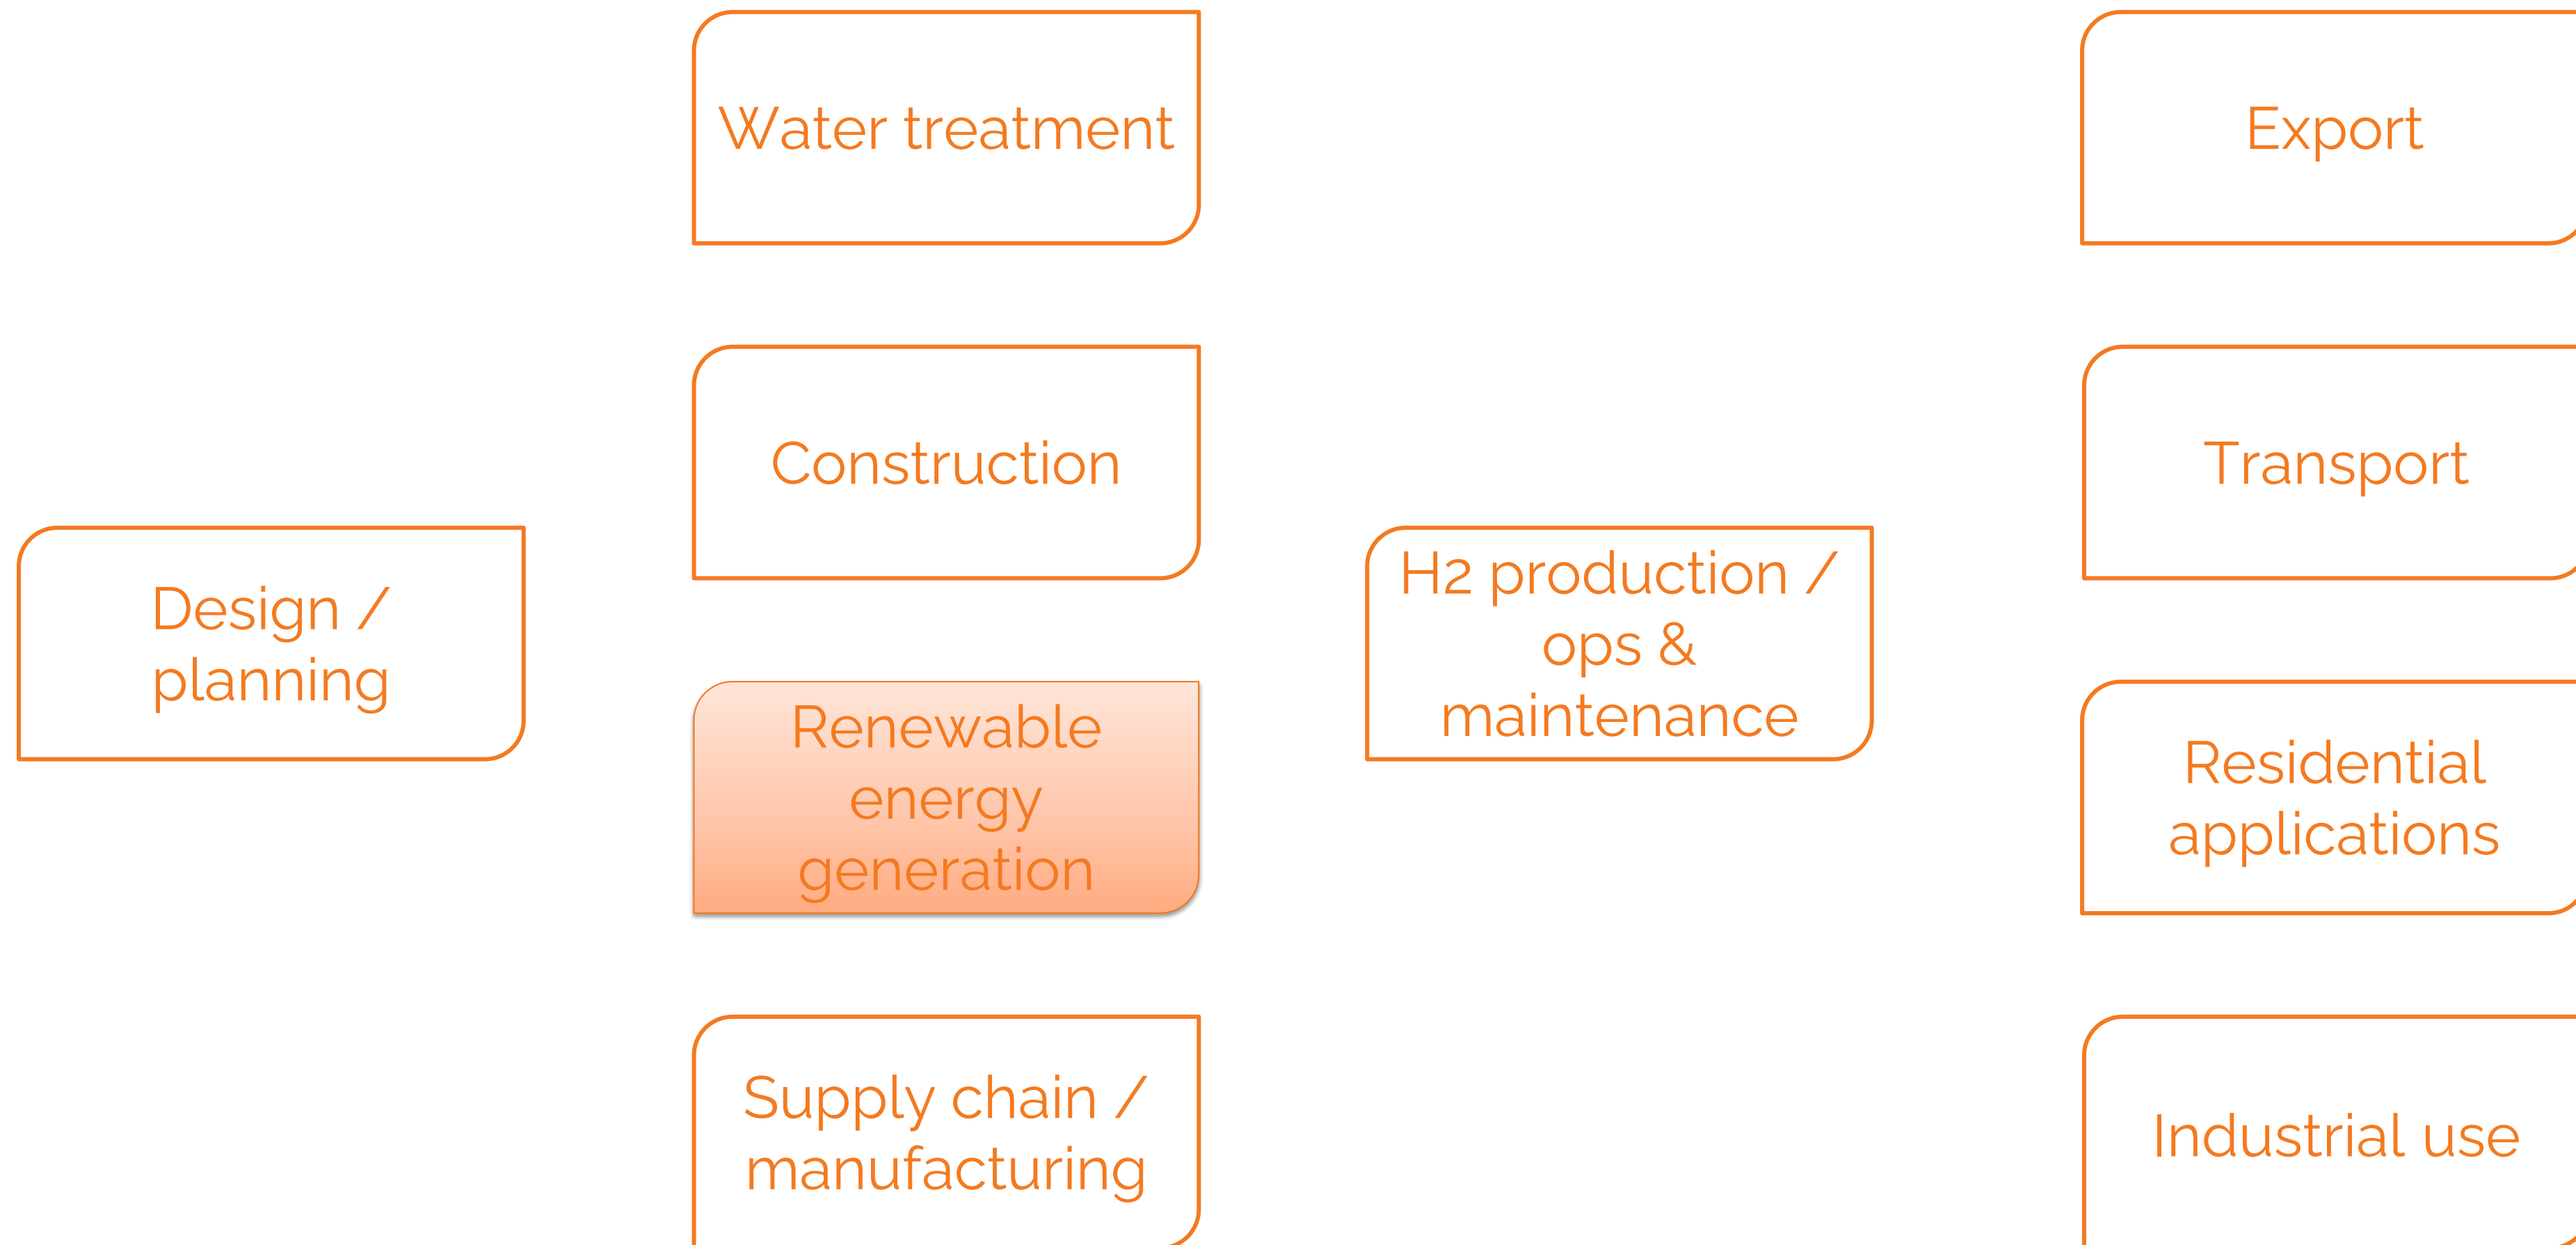 Design /
planning
Water treatment
Construction
Renewable
energy
generation
Supply chain /
manufacturing
H2 production /
ops &
maintenance
Export
Transport
Residential
applications
Industrial use